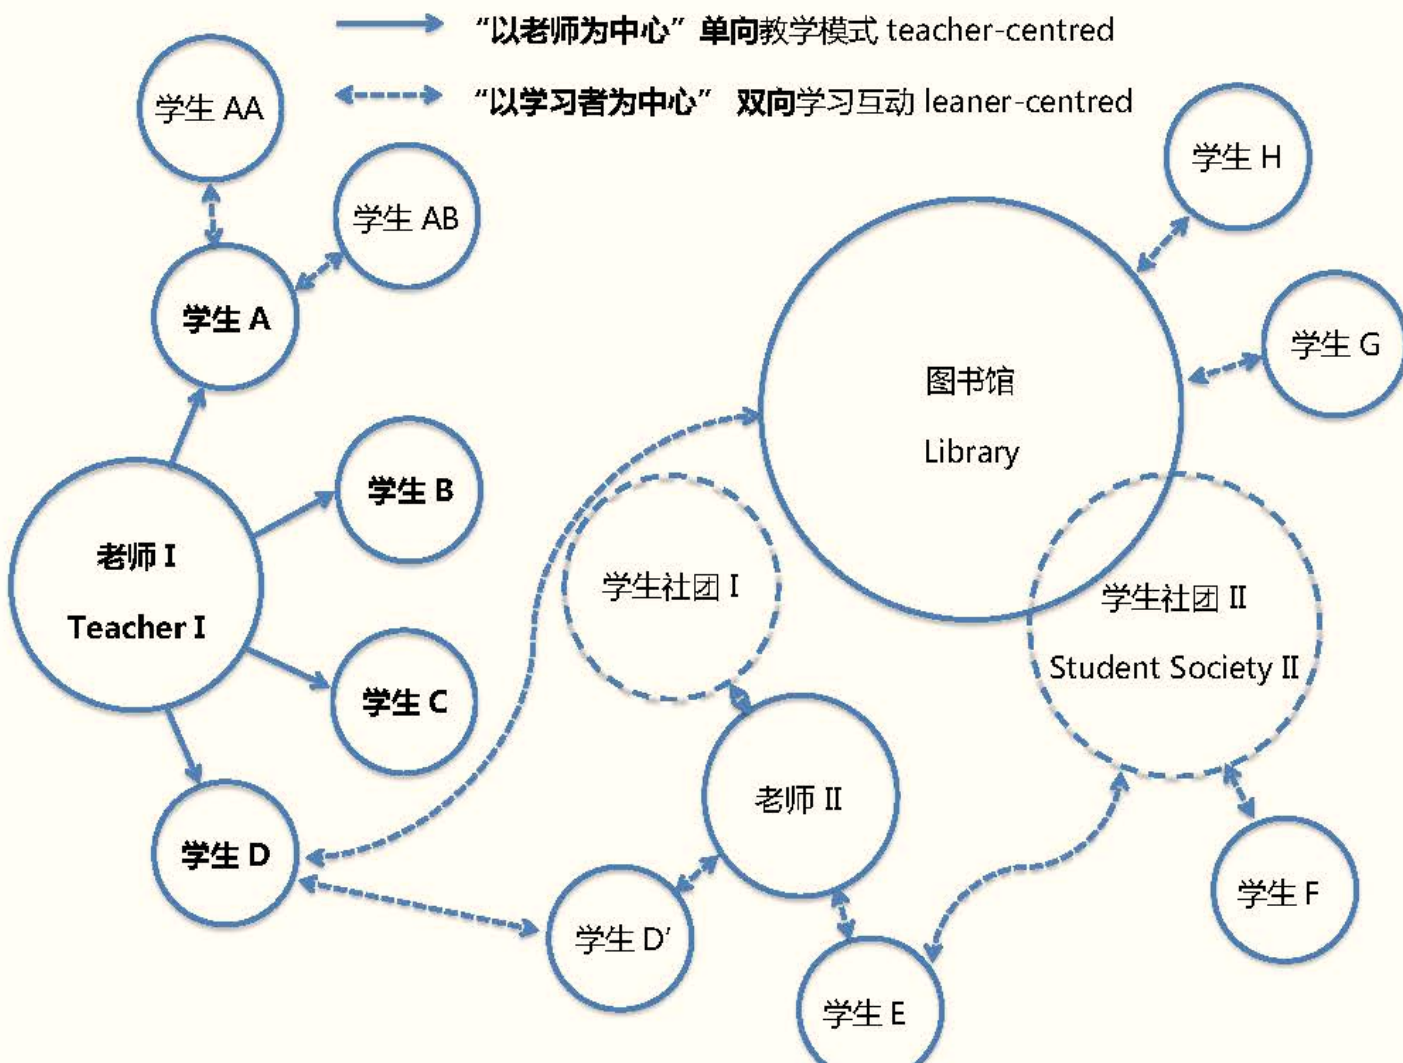 “以老师为中心” 单向教学模式 teacher-centred
“以学习者为中心” 双向学习互动 leaner-centred
学生 AA
学生 AB
学生 H
学生 A
学生 G
图书馆
Library
学生 B
老师 I
Teacher I
学生社团 I
学生社团 II
Student Society II
学生 C
老师 II
学生 D
学生 F
学生 D’
学生 E